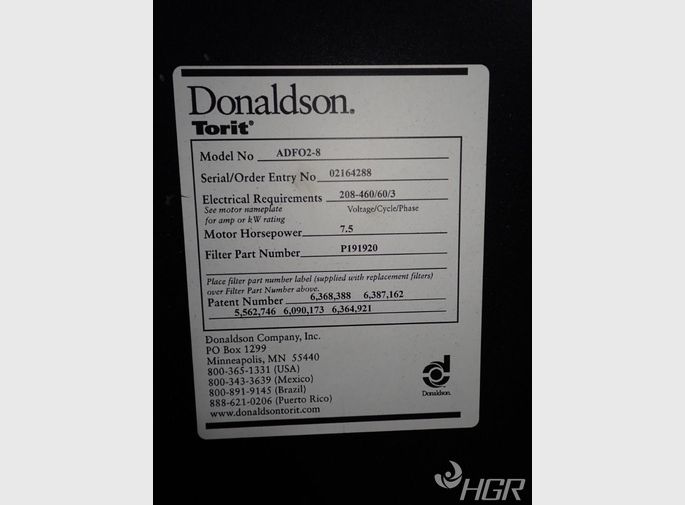 Donaldson®
Torit®
Model No ADFO2-8
Serial/Order Entry No 02164288
Electrical Requirements 208-460/60/3
See motor nameplate Voltage/Cycle/Phase
for amp or kW rating
Motor Horsepower 7.5
Filter Part Number P191920
Place filter part number label (supplied with replacement filters)
over Filter Part Number above.
Patent Number 6,368,388 6,387,162
5,562,746 6,090,173 6,364,921
Donaldson Company, Inc.
PO Box 1299
Minneapolis, MN 55440
800-365-1331 (USA)
800-343-3639 (Mexico)
800-891-9145 (Brazil)
888-621-0206 (Puerto Rico)
www.donaldsontorit.com
Donaldson.
HGR